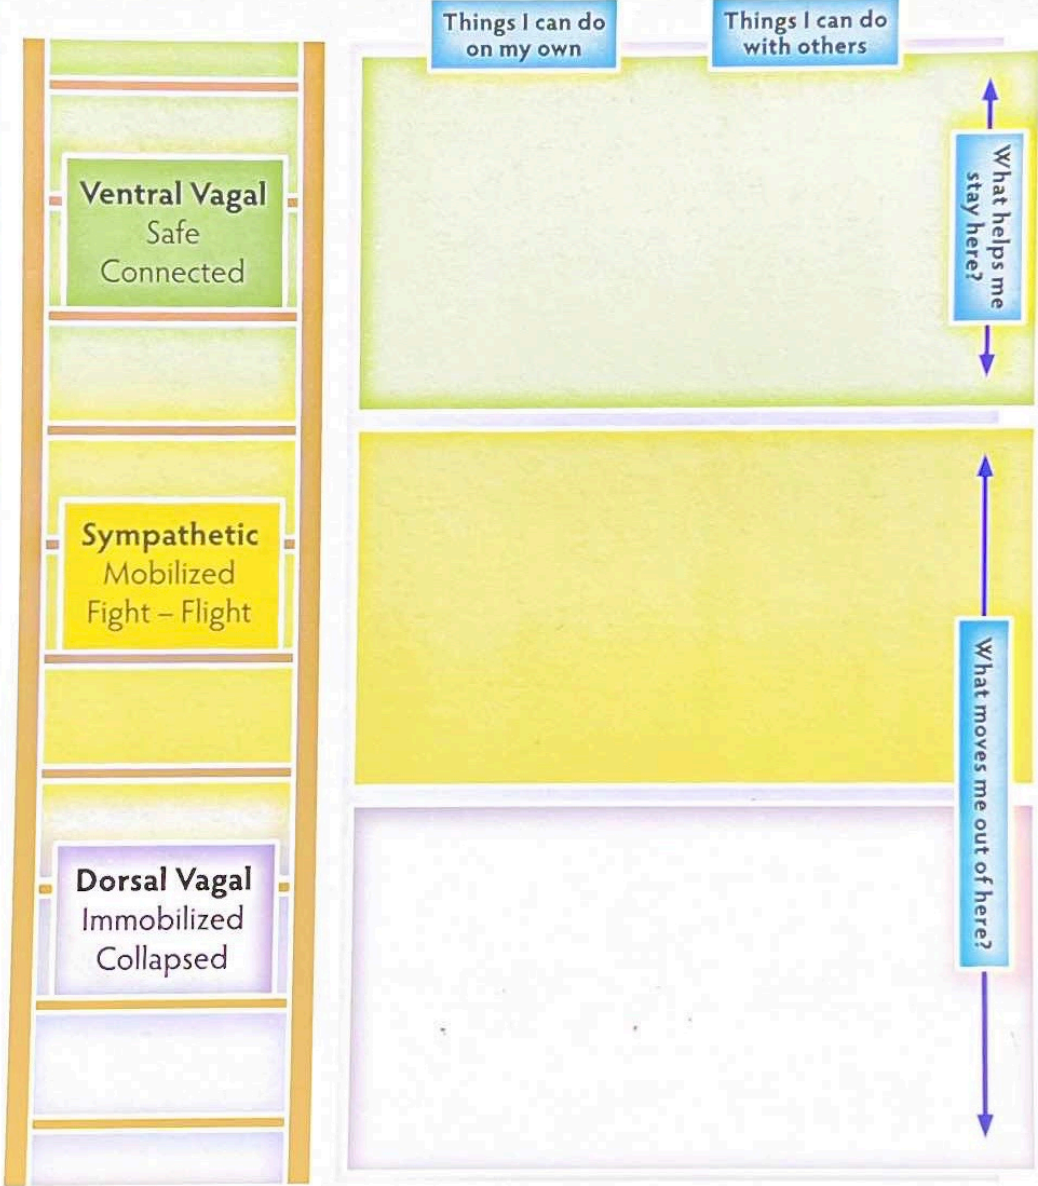 Things I can do
on my own
Things I can do
with others
Ventral Vagal
Safe
Connected
What helps me
stay here?
Sympathetic
Mobilized
Fight – Flight
What moves me out of here?
Dorsal Vagal
Immobilized
Collapsed